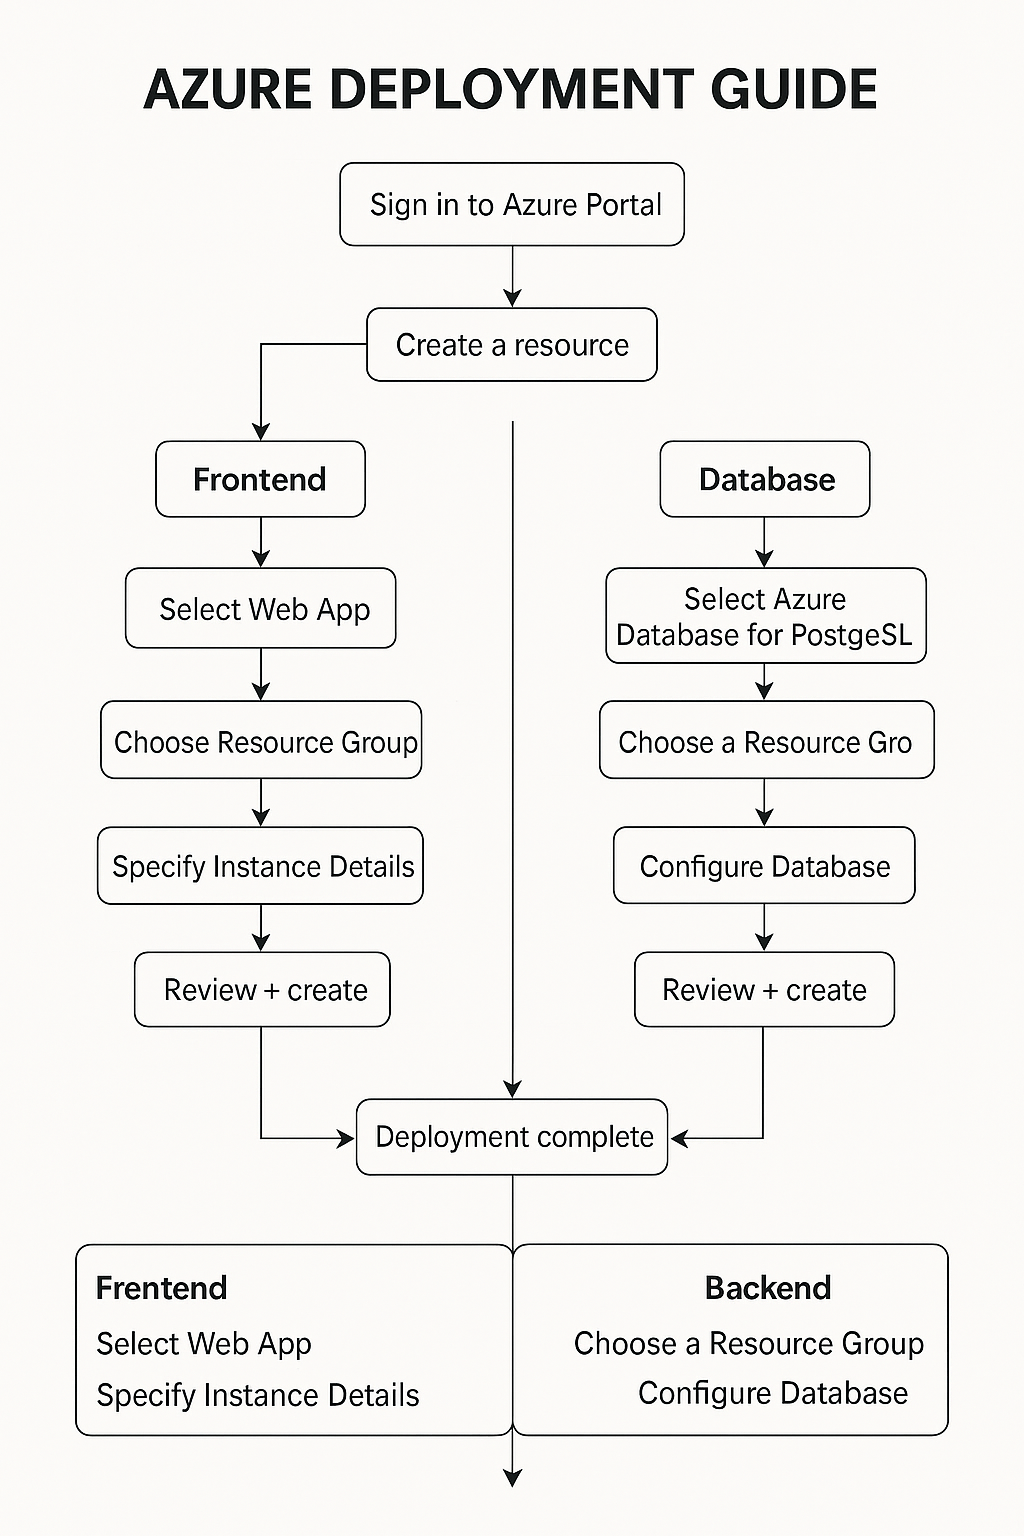 AZURE DEPLOYMENT GUIDE
Sign in to Azure Portal
Create a resource
Frontend
Select Web App
Choose Resource Group
Specify Instance Details
Review + create
Database
Select Azure
Database for PostgeSL
Choose a Resource Gro
Configure Database
Review + create
Deployment complete
Frentend
Select Web App
Specify Instance Details
Backend
Choose a Resource Group
Configure Database